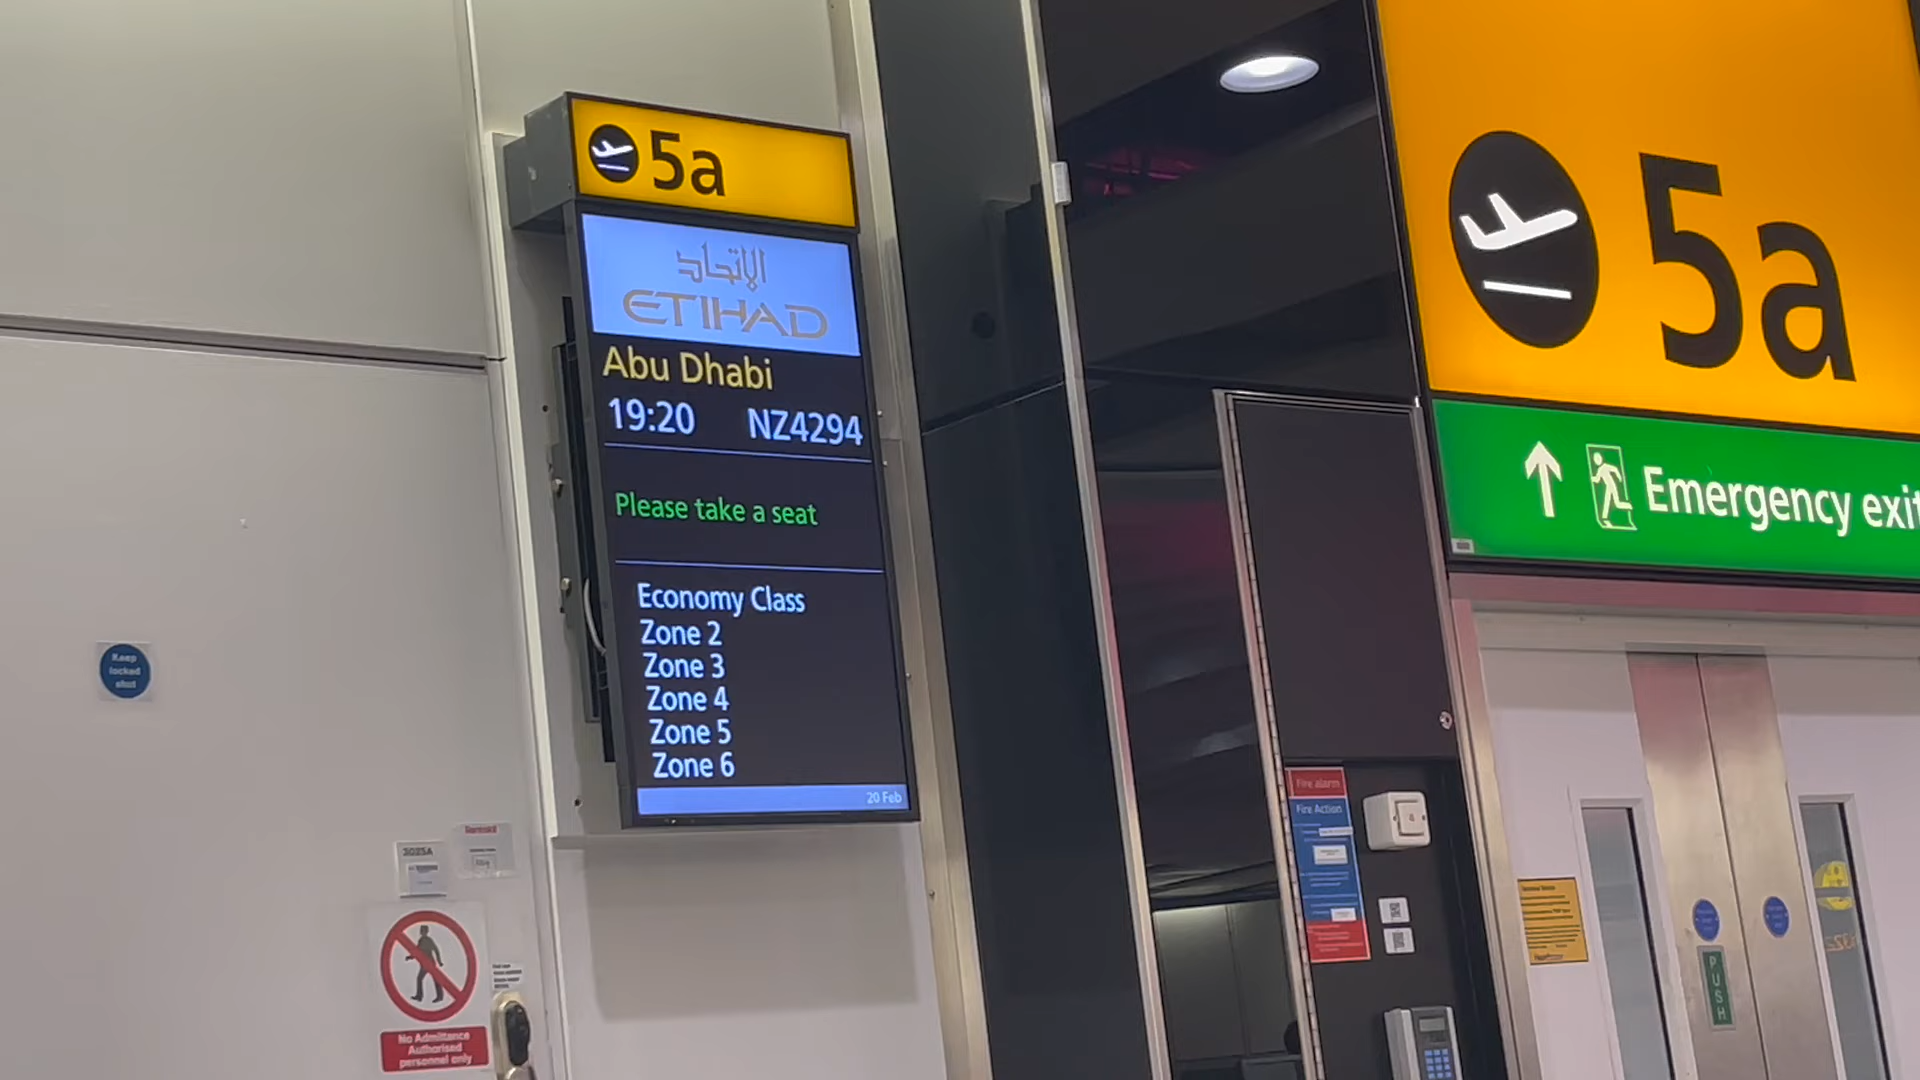 5a
الاتحاد
ETIHAD
Abu Dhabi
19:20 NZ4294
Please take a seat
Economy Class
Zone 2
Zone 3
Zone 4
Zone 5
Zone 6
20 Feb
5a
Emergency exit
Keep
locked
shut
No Admittance
Authorised
personnel only
Fire alarm
Fire Action
PUSH